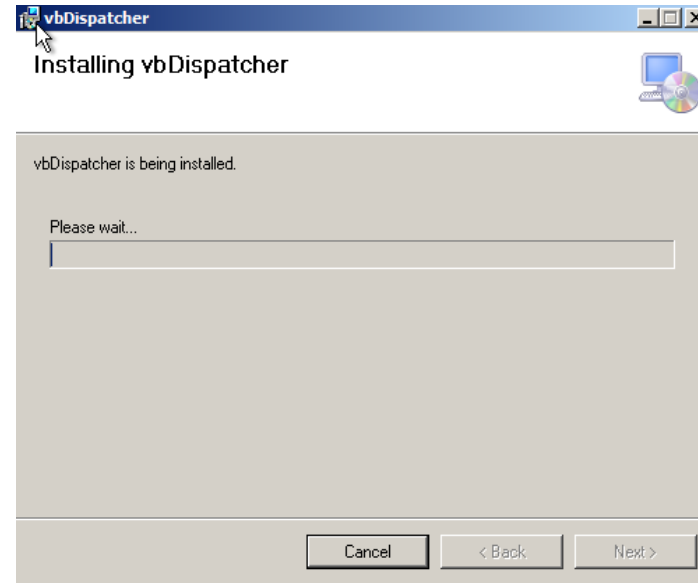 vbDispatcher
Installing vbDispatcher
vbDispatcher is being installed.
Please wait...
Cancel
< Back
Next >